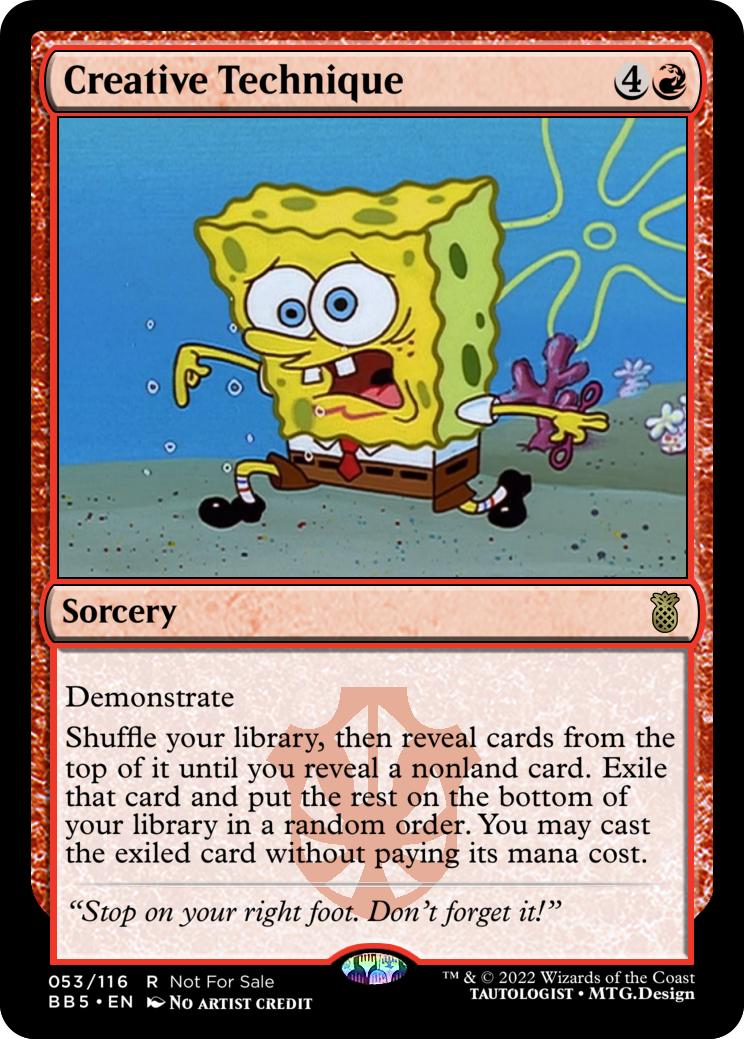 Creative Technique 4
Sorcery
Demonstrate
Shuffle your library, then reveal cards from the
top of it until you reveal a nonland card. Exile
that card and put the rest on the bottom of
your library in a random order. You may cast
the exiled card without paying its mana cost.
“Stop on your right foot. Don’t forget it!”
053/116 R Not For Sale
BB5 • EN No artist credit
™ & © 2022 Wizards of the Coast
TAUTOLOGIST • MTG.Design